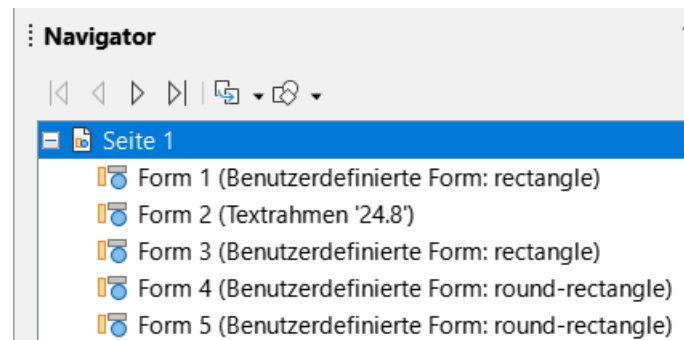 Navigator
Seite 1
Form 1 (Benutzerdefinierte Form: rectangle)
Form 2 (Textrahmen '24.8')
Form 3 (Benutzerdefinierte Form: rectangle)
Form 4 (Benutzerdefinierte Form: round-rectangle)
Form 5 (Benutzerdefinierte Form: round-rectangle)